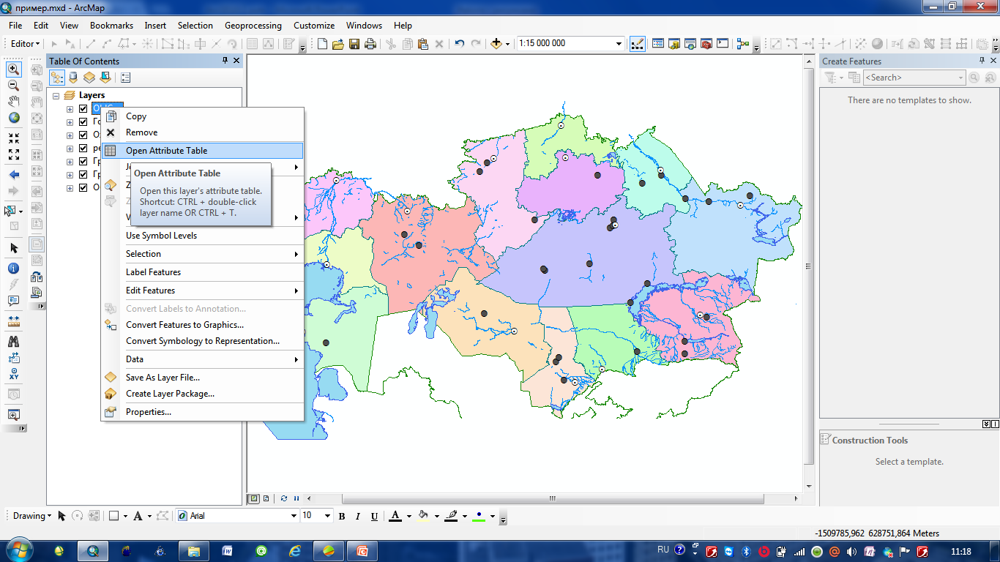 пример.mxd - ArcMap
File Edit View Bookmarks Insert Selection Geoprocessing Customize Windows Help
Editor
1:15 000 000
Table Of Contents
Create Features
<Search>
There are no templates to show.
Layers
Copy
Remove
Open Attribute Table
Open Attribute Table
Open this layer's attribute table.
Shortcut: CTRL + double-click
layer name OR CTRL + T.
Use Symbol Levels
Selection
Label Features
Edit Features
Convert Labels to Annotation...
Convert Features to Graphics...
Convert Symbology to Representation...
Data
Save As Layer File...
Create Layer Package...
Properties...
XY
Construction Tools
Select a template.
Drawing
A
Arial
10
B I U A
-1509785,962 628751,864 Meters
RU
11:18